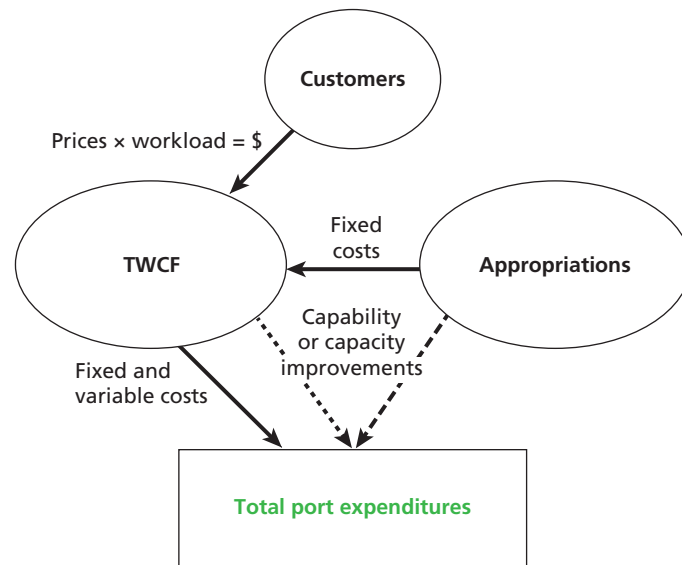 Customers
Prices × workload = $
Fixed
costs
TWCF
Appropriations
Capability
or capacity
improvements
Fixed and
variable costs
Total port expenditures